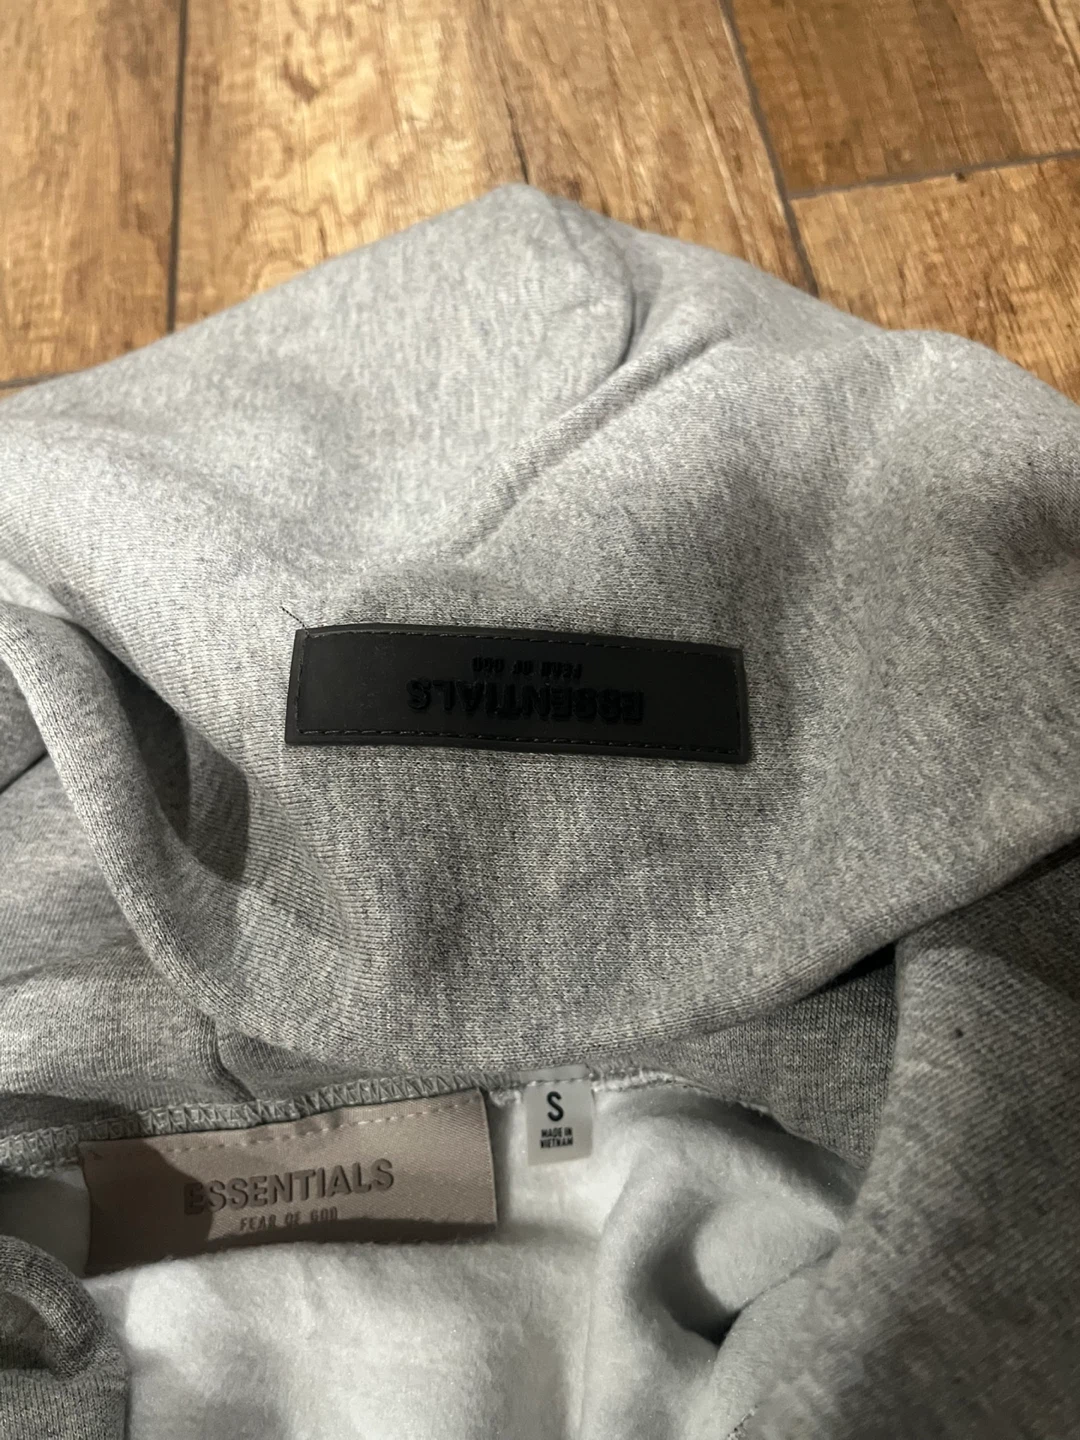 ESSENTIALS
FEAR OF GOD
S
MADE IN
VIETNAM
ESSENTIALS
FEAR OF GOD